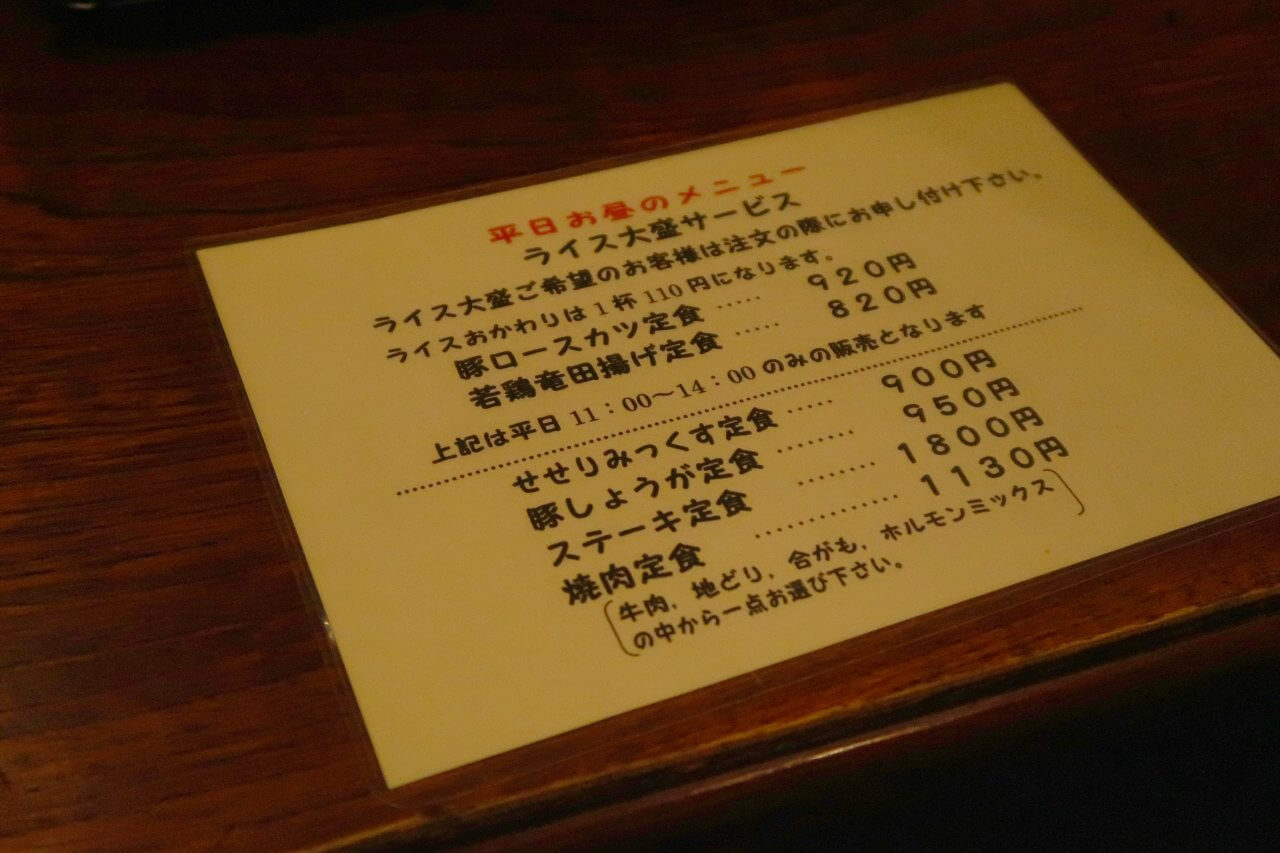 平日お昼のメニュー
ライス大盛サービス
ライス大盛ご希望のお客様は注文の際にお申し付け下さい。
ライスおかわりは1杯110円になります。
豚ロースカツ定食 ‥‥‥ 920円
若鶏竜田揚げ定食 ‥‥‥ 820円
上記は平日11:00〜14:00のみの販売となります
せせりみっくす定食 ‥‥‥ 900円
豚しょうが定食 ‥‥‥‥ 950円
ステーキ定食 ‥‥‥‥ 1800円
焼肉定食 ‥‥‥‥‥‥‥ 1130円
(牛肉, 地どり, 合がも, ホルモンミックス
の中から一点お選び下さい。)